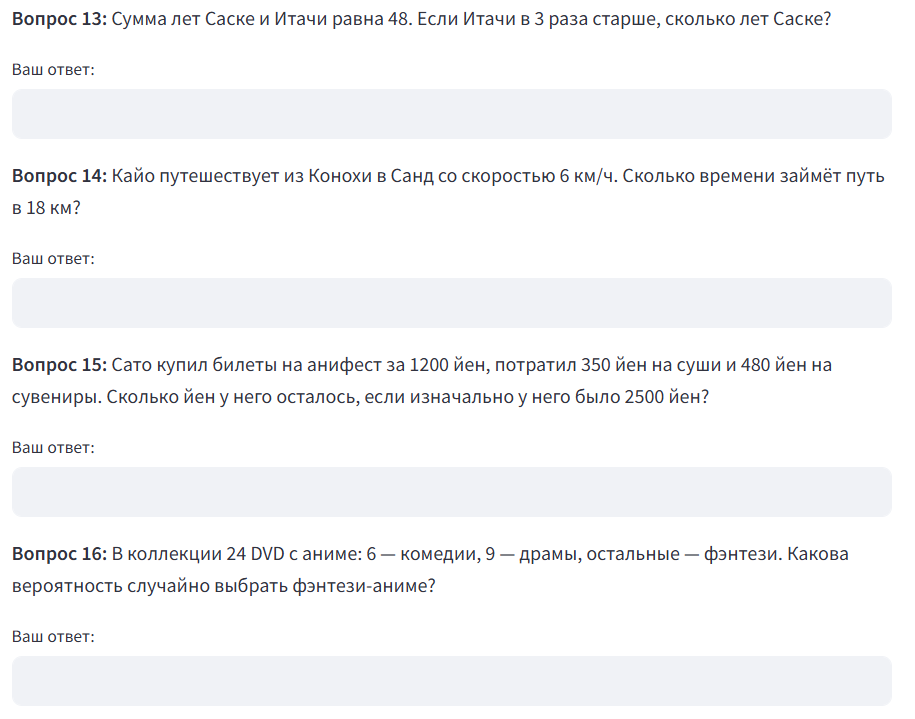 Вопрос 13: Сумма лет Саске и Итачи равна 48. Если Итачи в 3 раза старше, сколько лет Саске?
Ваш ответ:
Вопрос 14: Кайо путешествует из Конохи в Санд со скоростью 6 км/ч. Сколько времени займёт путь
в 18 км?
Ваш ответ:
Вопрос 15: Сато купил билеты на анифест за 1200 йен, потратил 350 йен на суши и 480 йен на
сувениры. Сколько йен у него осталось, если изначально у него было 2500 йен?
Ваш ответ:
Вопрос 16: В коллекции 24 DVD с аниме: 6 — комедии, 9 — драмы, остальные — фэнтези. Какова
вероятность случайно выбрать фэнтези-аниме?
Ваш ответ: